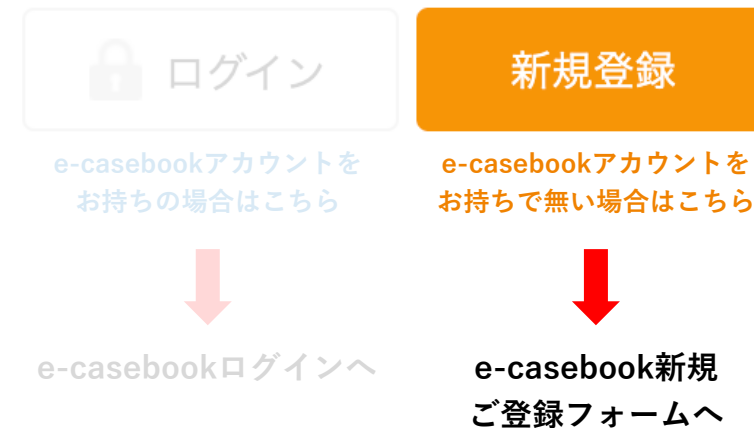 ログイン
新規登録
e-casebookアカウントを
お持ちの場合はこちら
e-casebookアカウントを
お持ちで無い場合はこちら
e-casebookログインへ
e-casebook新規
ご登録フォームへ